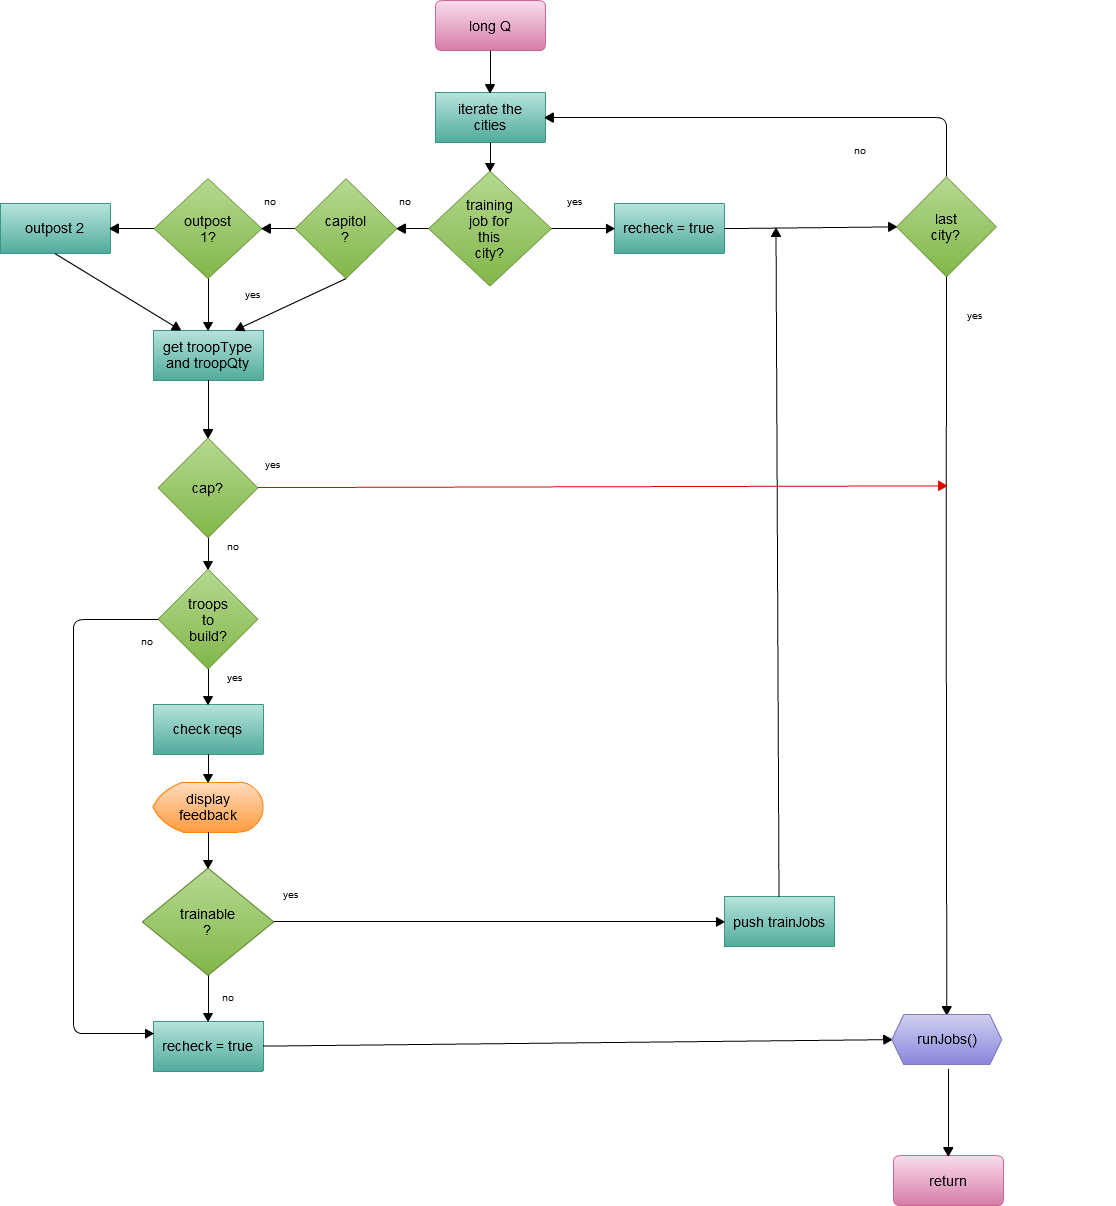 long Q
iterate the
cities
no
no
no
yes
training
job for
this
city?
capitol
?
outpost
1?
outpost 2
recheck = true
last
city?
yes
yes
get troopType
and troopQty
yes
cap?
no
troops
to
build?
no
yes
check reqs
display
feedback
yes
trainable
?
push trainJobs
no
recheck = true
runJobs()
return